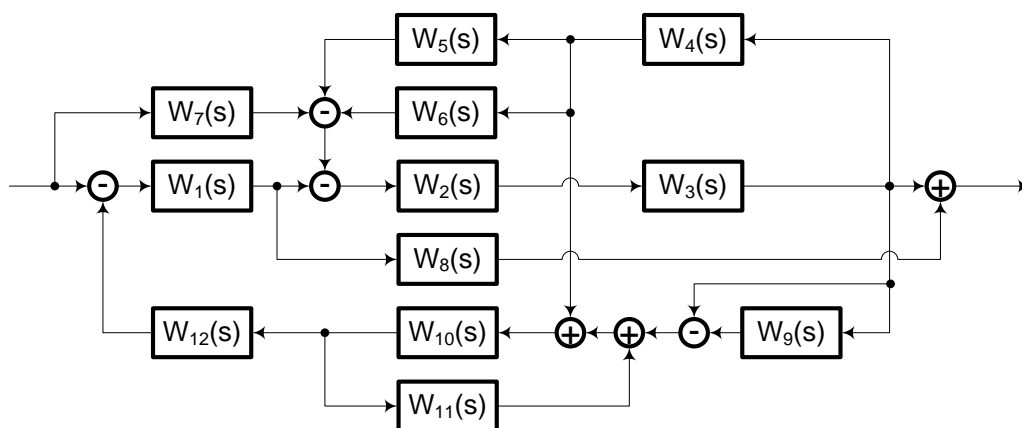 W₅(s)
W₄(s)
-
W₇(s)
W₆(s)
-
W₁(s)
-
W₂(s)
W₃(s)
+
W₈(s)
W₁₂(s)
W₁₀(s)
+
+
-
W₉(s)
W₁₁(s)